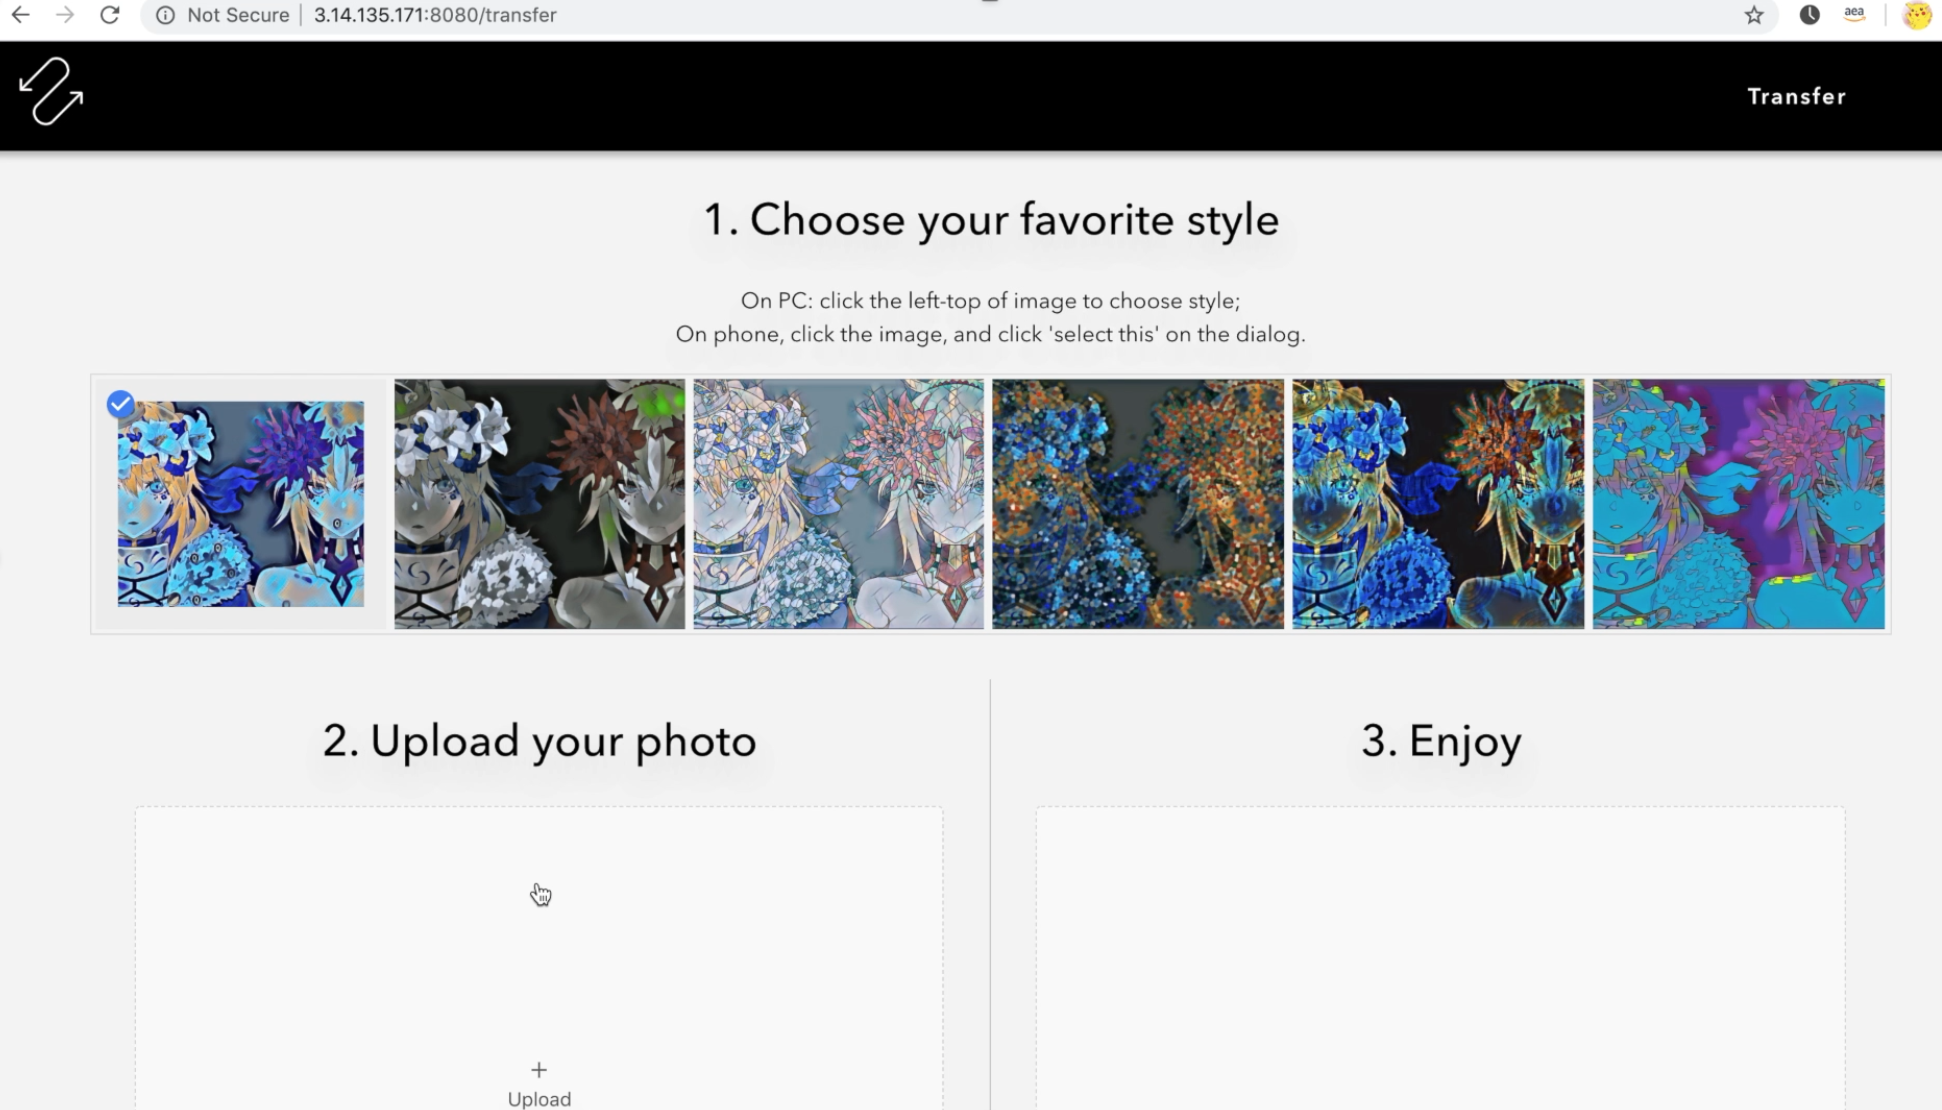 Not Secure | 3.14.135.171:8080/transfer
aea
Transfer
1. Choose your favorite style
On PC: click the left-top of image to choose style;
On phone, click the image, and click 'select this' on the dialog.
2. Upload your photo
3. Enjoy
+
Upload